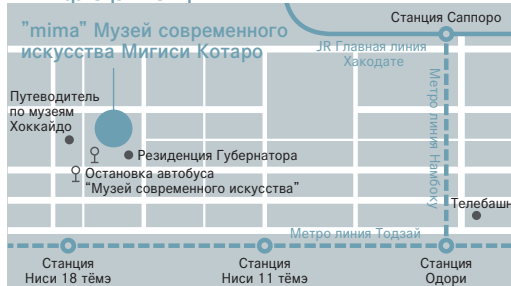 Станция Саппоро
"mima" Музей современного
искусства Мигиси Котаро
JR Главная линия
Хакодате
Метро линия Намбоку
Путеводитель
по музеям
Хоккайдо
Резиденция Губернатора
Остановка автобуса
“Музей современного искусства”
Метро линия Тодзай
Станция
Ниси 18 тёмэ
Станция
Ниси 11 тёмэ
Станция
Одори